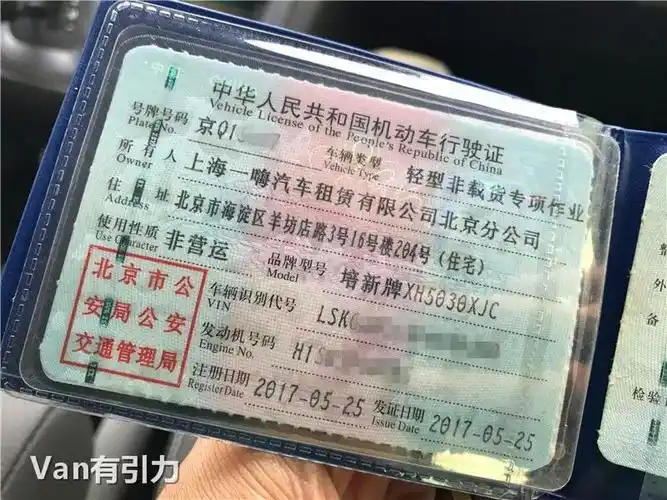 中华人民共和国机动车行驶证
Vehicle License of the People's Republic of China
号牌号码 京Q1 车辆类型 轻型非载货专项作业
Plate No. Vehicle Type
所有人 上海一嗨汽车租赁有限公司北京分公司
Owner
住址 北京市海淀区羊坊店路3号16号楼204号(住宅)
Address
使用性质 非营运 品牌型号 培新牌XH5030XJC
Use Character Model
北京市公
安局公安
交通管理局
车辆识别代号 LSKG
VIN
发动机号码 H1S
Engine No.
注册日期 2017-05-25 发证日期 2017-05-25
Register Date Issue Date
外
备
检验
Van有引力